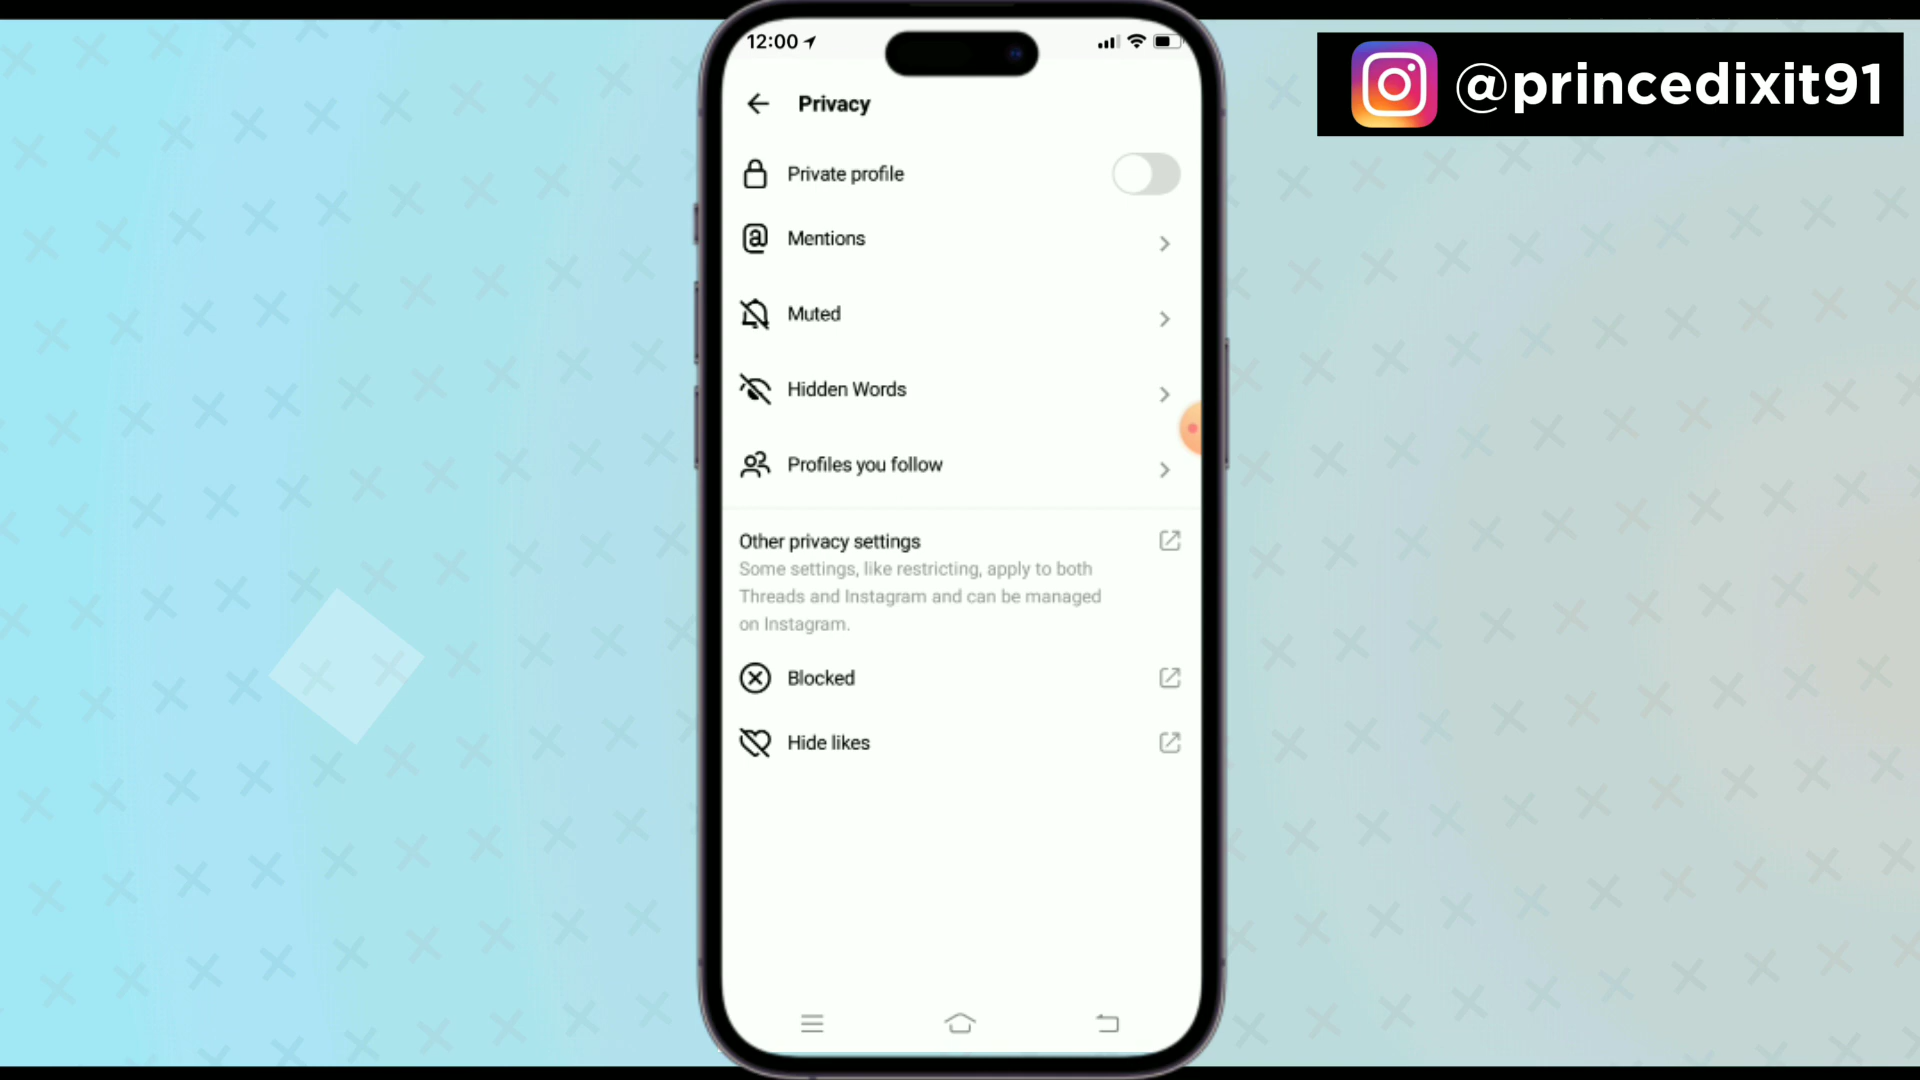 12:00
@princedixit91
Privacy
Private profile
Mentions
Muted
Hidden Words
Profiles you follow
Other privacy settings
Some settings, like restricting, apply to both
Threads and Instagram and can be managed
on Instagram.
Blocked
Hide likes